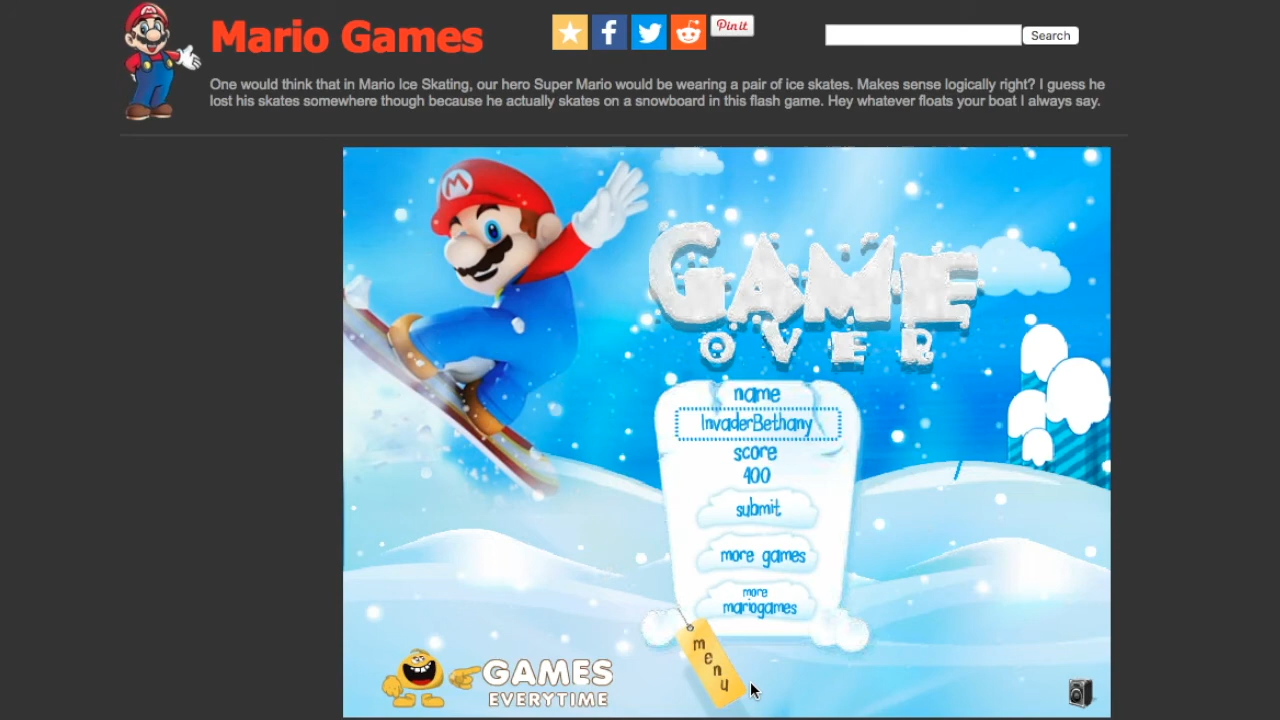 Mario Games
Pin it
Search
One would think that in Mario Ice Skating, our hero Super Mario would be wearing a pair of ice skates. Makes sense logically right? I guess he
lost his skates somewhere though because he actually skates on a snowboard in this flash game. Hey whatever floats your boat I always say.
M
GAME
OVER
name
InvaderBethany
score
400
submit
more games
more
mariogames
menu
GAMES
EVERYTIME